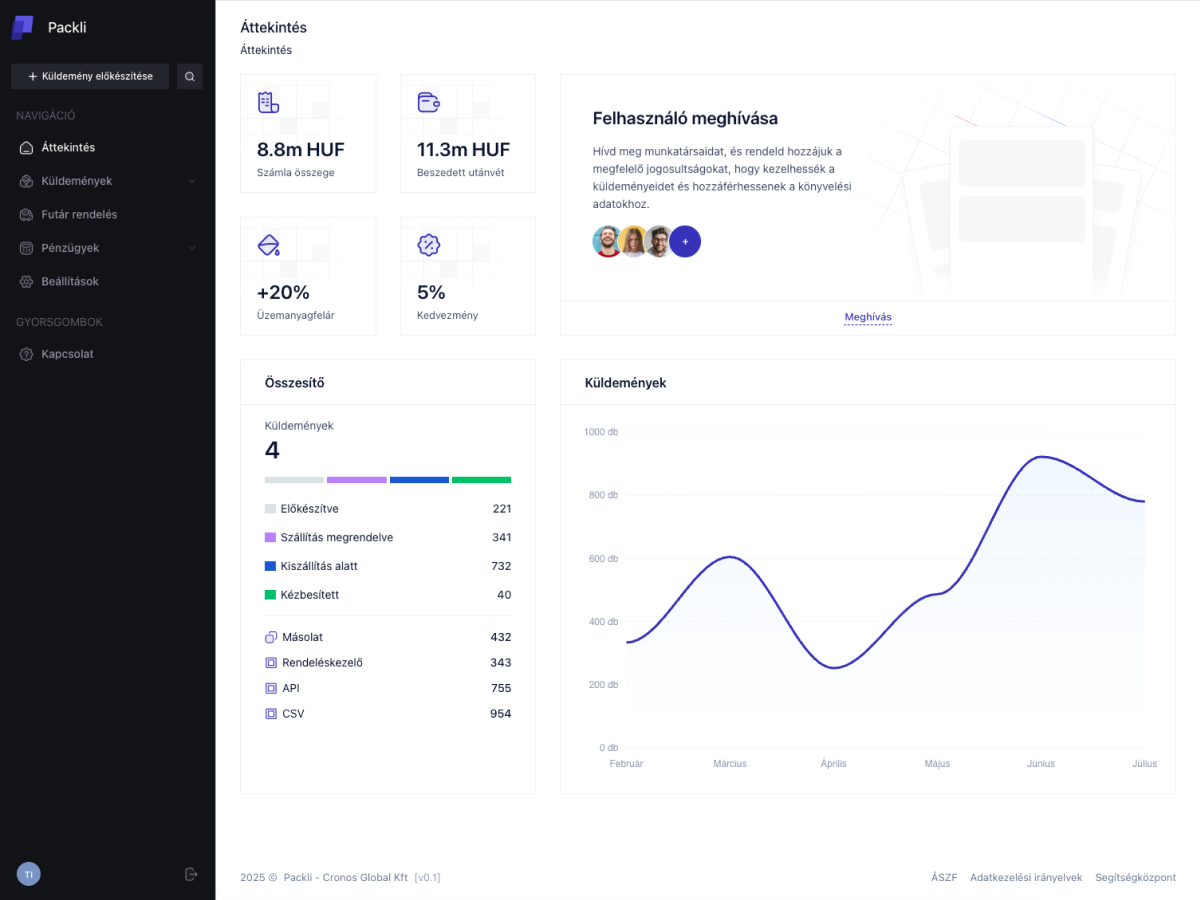 Packli
+ Küldemény előkészítése
NAVIGÁCIÓ
Áttekintés
Küldemények
Futár rendelés
Pénzügyek
Beállítások
GYORSGOMBOK
Kapcsolat
TI
Áttekintés
Áttekintés
8.8m HUF
Számla összege
11.3m HUF
Beszedett utánvét
+20%
Üzemanyagfelár
5%
Kedvezmény
Felhasználó meghívása
Hívd meg munkatársaidat, és rendeld hozzájuk a
megfelelő jogosultságokat, hogy kezelhessék a
küldeményeidet és hozzáférhessenek a könyvelési
adatokhoz.
+
Meghívás
Összesítő
Küldemények
4
Előkészítve 221
Szállítás megrendelve 341
Kiszállítás alatt 732
Kézbesített 40
Másolat 432
Rendeléskezelő 343
API 755
CSV 954
Küldemények
1000 db
800 db
600 db
400 db
200 db
0 db
Február Március Április Május Június Július
2025 © Packli - Cronos Global Kft [v0.1]
ÁSZF Adatkezelési irányelvek Segítségközpont